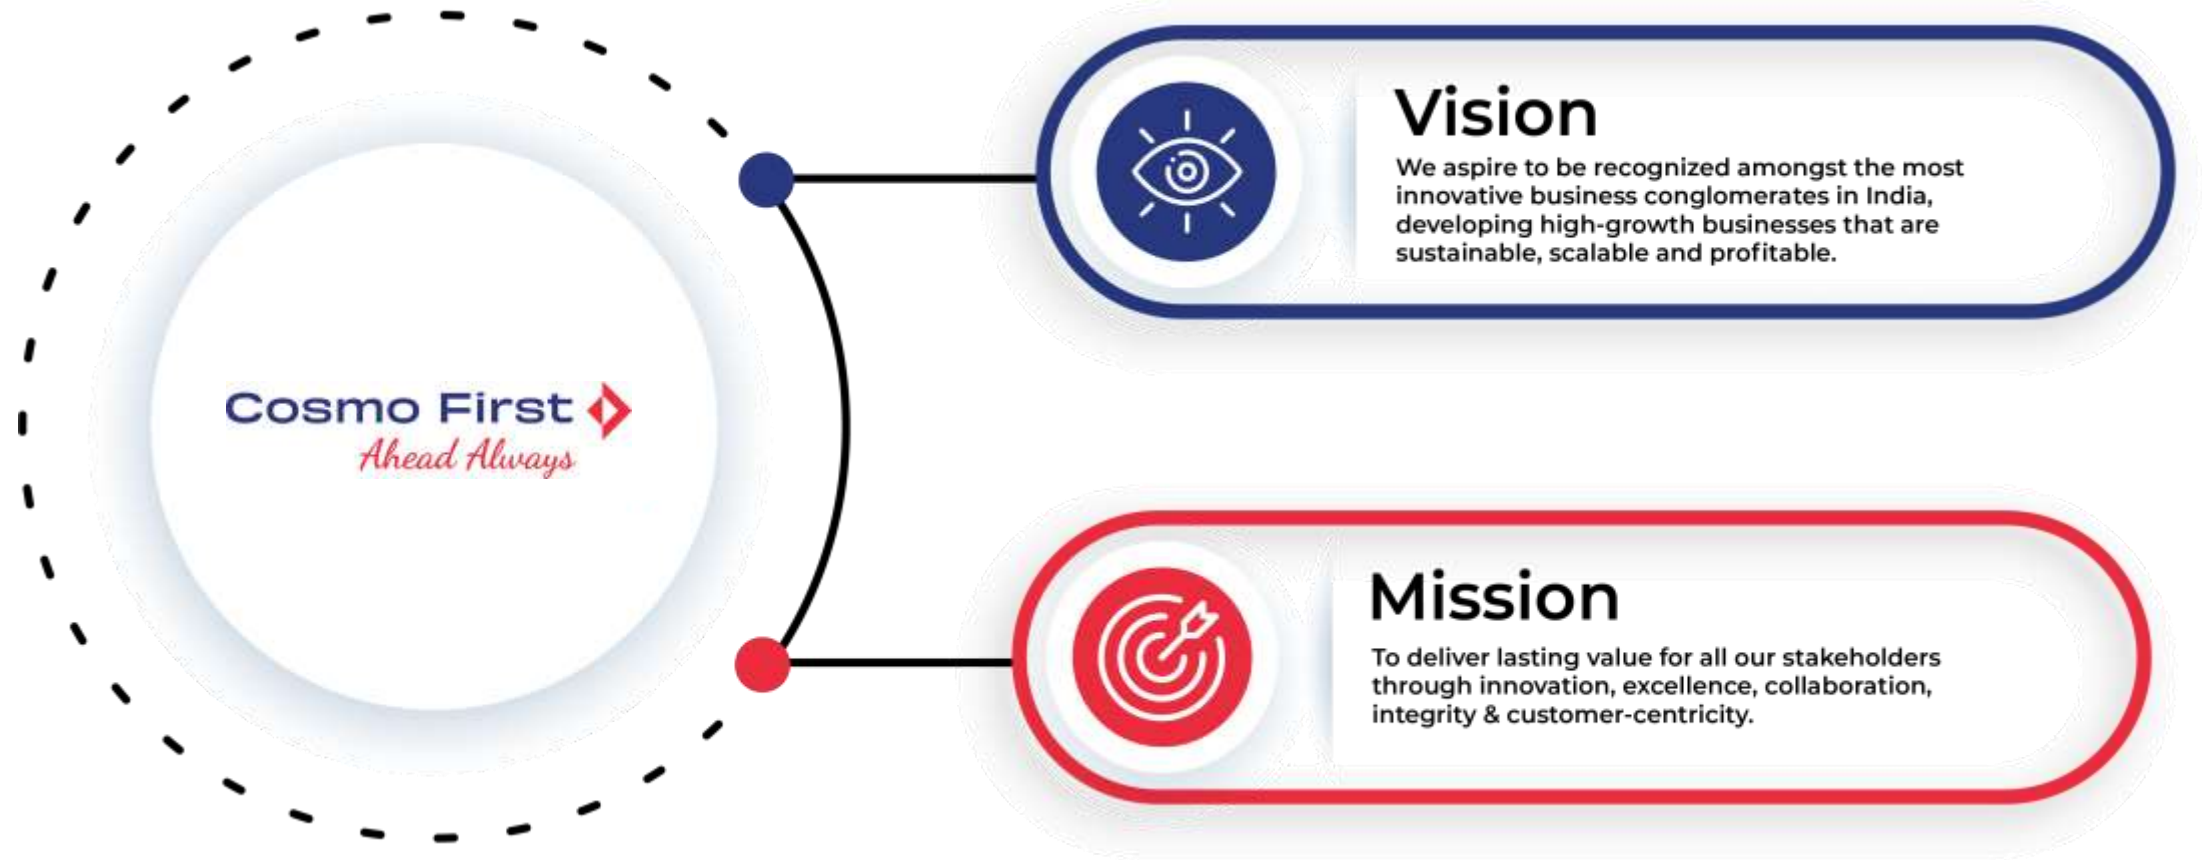 Cosmo First
Ahead Always
Vision
We aspire to be recognized amongst the most
innovative business conglomerates in India,
developing high-growth businesses that are
sustainable, scalable and profitable.
Mission
To deliver lasting value for all our stakeholders
through innovation, excellence, collaboration,
integrity & customer-centricity.